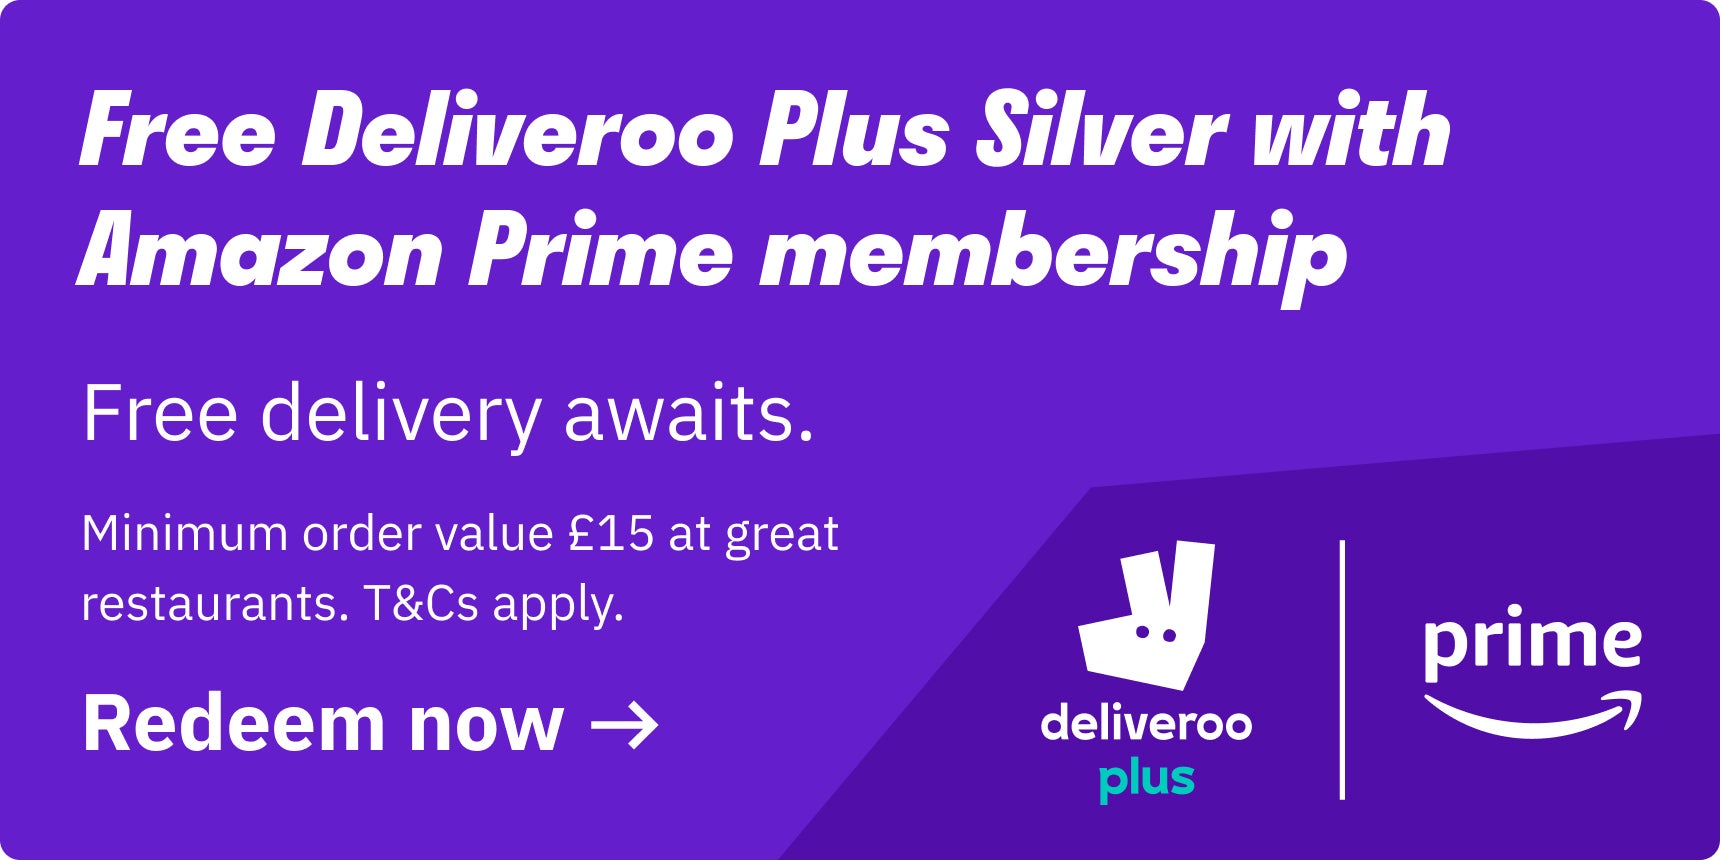 Free Deliveroo Plus Silver with
Amazon Prime membership
Free delivery awaits.
Minimum order value £15 at great
restaurants. T&Cs apply.
Redeem now →
deliveroo
plus
prime